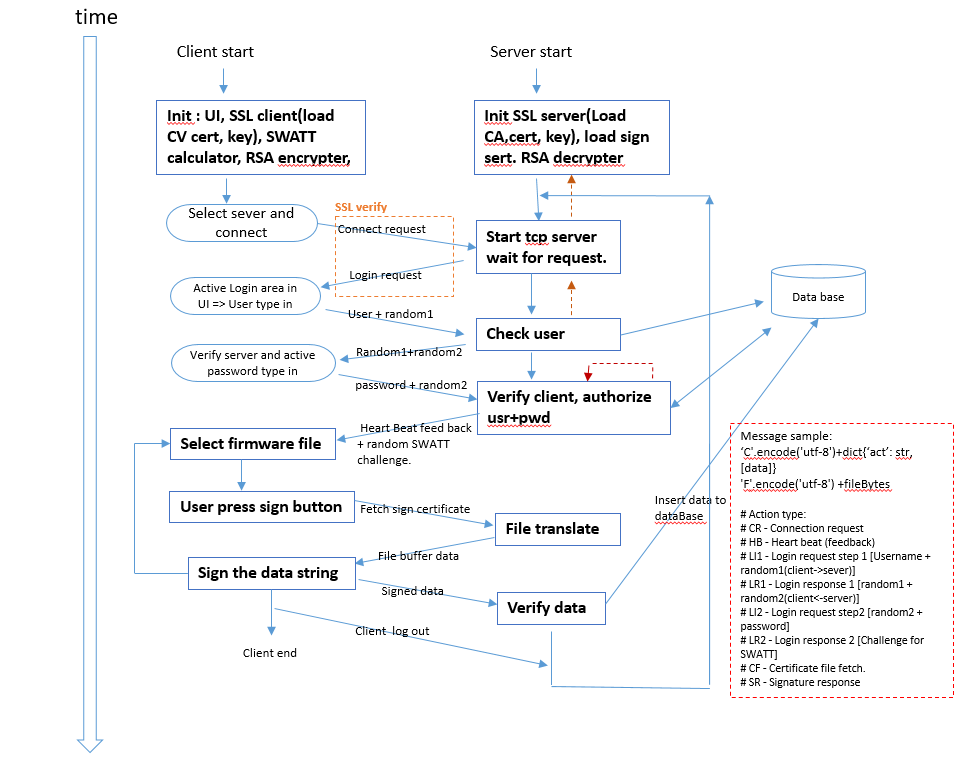 time
Client start
Server start
Init : UI, SSL client(load
CV cert, key), SWATT
calculator, RSA encrypter,
Init SSL server(Load
CA,cert, key), load sign
sert. RSA decrypter
Select sever and
connect
SSL verify
Connect request
Start tcp server
wait for request.
Login request
Active Login area in
UI => User type in
Data base
User + random1
Check user
Random1+random2
Verify server and active
password type in
password + random2
Verify client, authorize
usr+pwd
Heart Beat feed back
+ random SWATT
challenge.
Select firmware file
User press sign button
Fetch sign certificate
File translate
Insert data to
dataBase
File buffer data
Sign the data string
Signed data
Verify data
Client  log out
Client end
Message sample:
‘C'.encode('utf-8')+dict{‘act’: str,
[data]}
'F'.encode('utf-8') +fileBytes
# Action type:
# CR - Connection request
# HB - Heart beat (feedback)
# LI1 - Login request step 1 [Username +
random1(client->sever)]
# LR1 - Login response 1 [random1 +
random2(client<-server)]
# LI2 - Login request step2 [random2 +
password]
# LR2 - Login response 2 [Challenge for
SWATT]
# CF - Certificate file fetch.
# SR - Signature response